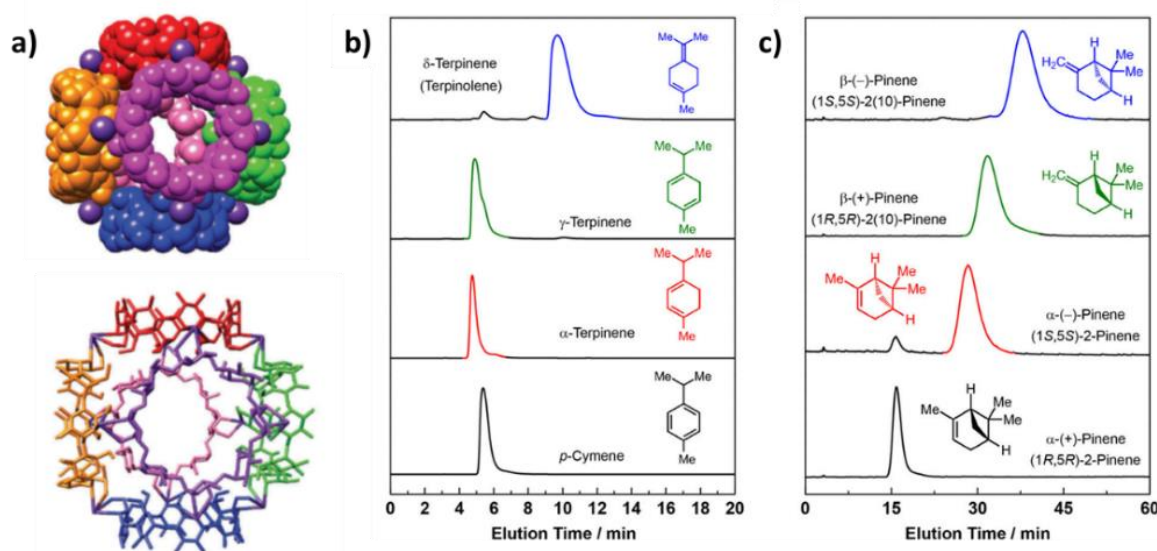 a)
b)
δ-Terpinene
(Terpinolene)
Me
Me
Me
Me
Me
γ-Terpinene
Me
Me
Me
α-Terpinene
Me
Me
Me
p-Cymene
Me
0 2 4 6 8 10 12 14 16 18 20
Elution Time / min
c)
β-(−)-Pinene
(1S,5S)-2(10)-Pinene
H
H₂C
Me
Me
H
β-(+)-Pinene
(1R,5R)-2(10)-Pinene
H
H₂C
Me
Me
H
Me
H
Me
Me
H
α-(−)-Pinene
(1S,5S)-2-Pinene
Me
H
Me
Me
H
α-(+)-Pinene
(1R,5R)-2-Pinene
0 15 30 45 60
Elution Time / min